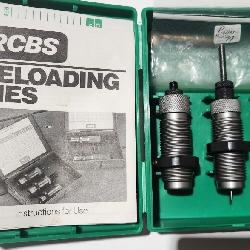 RCBS
ELOADING
IES
Instructions for Use